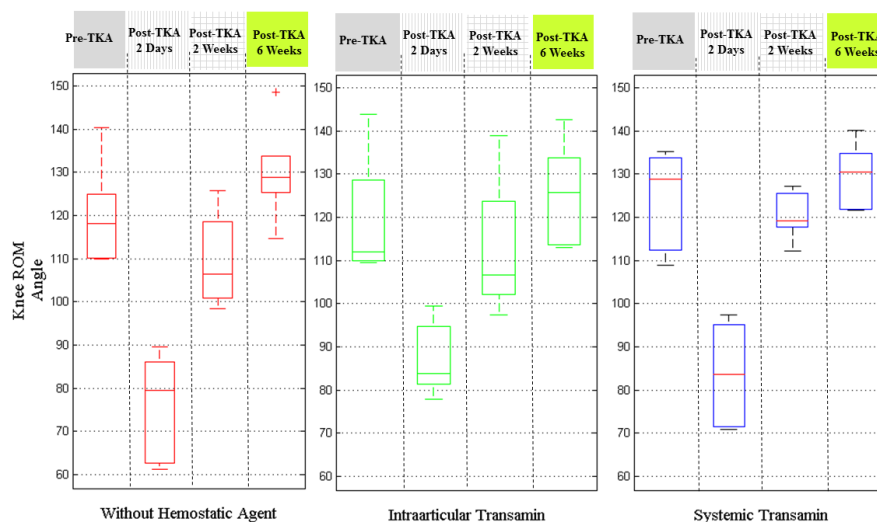 Pre-TKA
Post-TKA
2 Days
Post-TKA
2 Weeks
Post-TKA
6 Weeks
Pre-TKA
Post-TKA
2 Days
Post-TKA
2 Weeks
Post-TKA
6 Weeks
Pre-TKA
Post-TKA
2 Days
Post-TKA
2 Weeks
Post-TKA
6 Weeks
Knee ROM
Angle
150
140
130
120
110
100
90
80
70
60
150
140
130
120
110
100
90
80
70
60
150
140
130
120
110
100
90
80
70
60
Without Hemostatic Agent
Intraarticular Transamin
Systemic Transamin